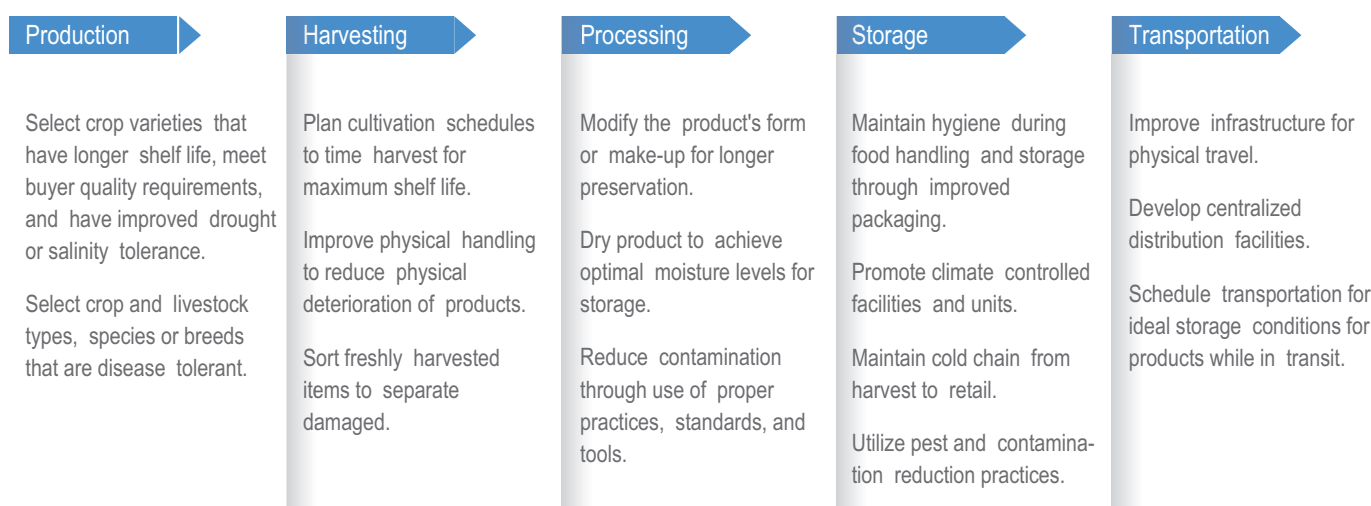 Production
Select crop varieties that
have longer shelf life, meet
buyer quality requirements,
and have improved drought
or salinity tolerance.
Select crop and livestock
types, species or breeds
that are disease tolerant.
Harvesting
Plan cultivation schedules
to time harvest for
maximum shelf life.
Improve physical handling
to reduce physical
deterioration of products.
Sort freshly harvested
items to separate
damaged.
Processing
Modify the product's form
or make-up for longer
preservation.
Dry product to achieve
optimal moisture levels for
storage.
Reduce contamination
through use of proper
practices, standards, and
tools.
Storage
Maintain hygiene during
food handling and storage
through improved
packaging.
Promote climate controlled
facilities and units.
Maintain cold chain from
harvest to retail.
Utilize pest and contamina-
tion reduction practices.
Transportation
Improve infrastructure for
physical travel.
Develop centralized
distribution facilities.
Schedule transportation for
ideal storage conditions for
products while in transit.